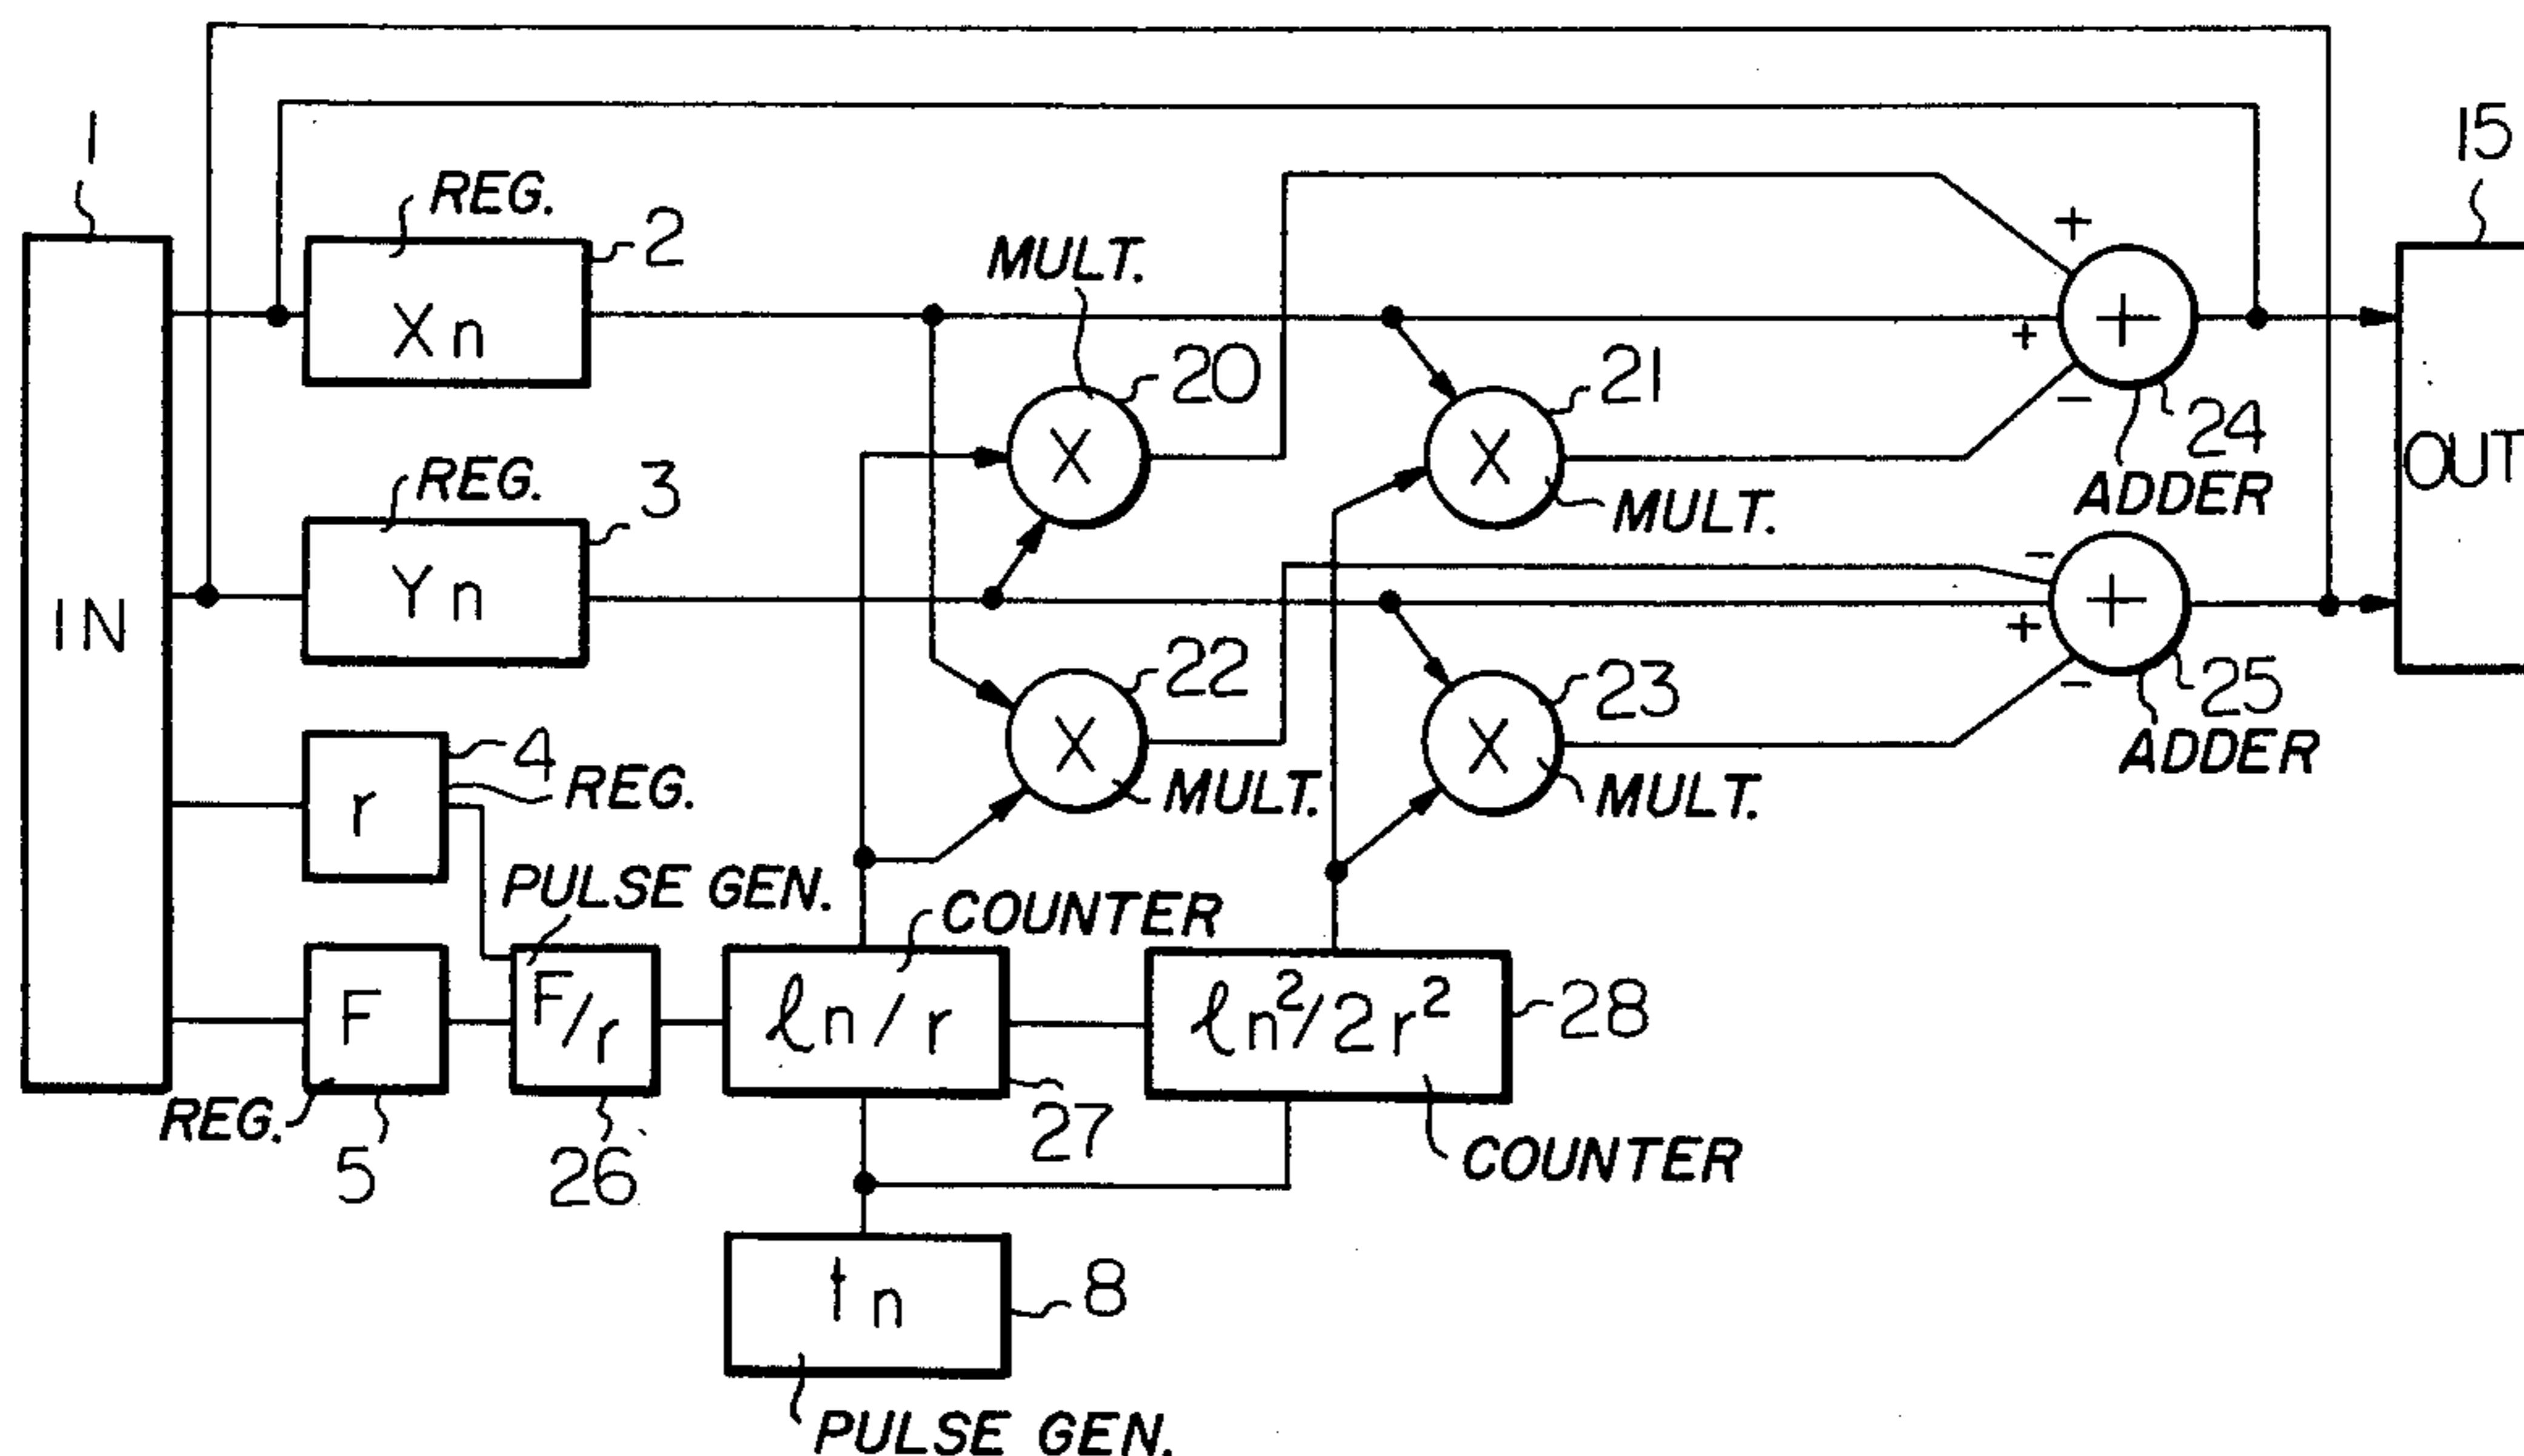 1
15
REG.
2
Xn
MULT.
+
20
21
X
X
+
+
-
24
OUT
ADDER
REG.
3
MULT.
Yn
IN
-
+
+
22
23
X
X
-
25
ADDER
4
r
REG.
MULT.
MULT.
PULSE GEN.
COUNTER
F
F/r
ℓn/r
ℓn²/2r²
28
REG.
5
26
27
COUNTER
tn
8
PULSE GEN.